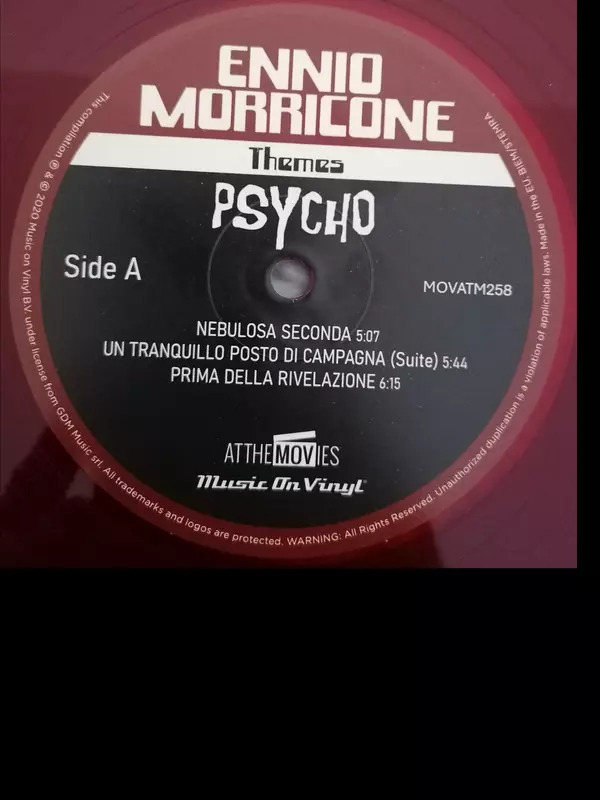 ENNIO
MORRICONE
Themes
PSYCHO
Side A
MOVATM258
NEBULOSA SECONDA 5:07
UN TRANQUILLO POSTO DI CAMPAGNA (Suite) 5:44
PRIMA DELLA RIVELAZIONE 6:15
ATTHEMOVIES
Music On Vinyl®
This compilation ℗ & © 2020 Music on Vinyl B.V. under license from GDM Music srl. All trademarks and logos are protected. WARNING: All Rights Reserved. Unauthorized duplication is a violation of applicable laws. Made in the EU. BIEM/STEMRA